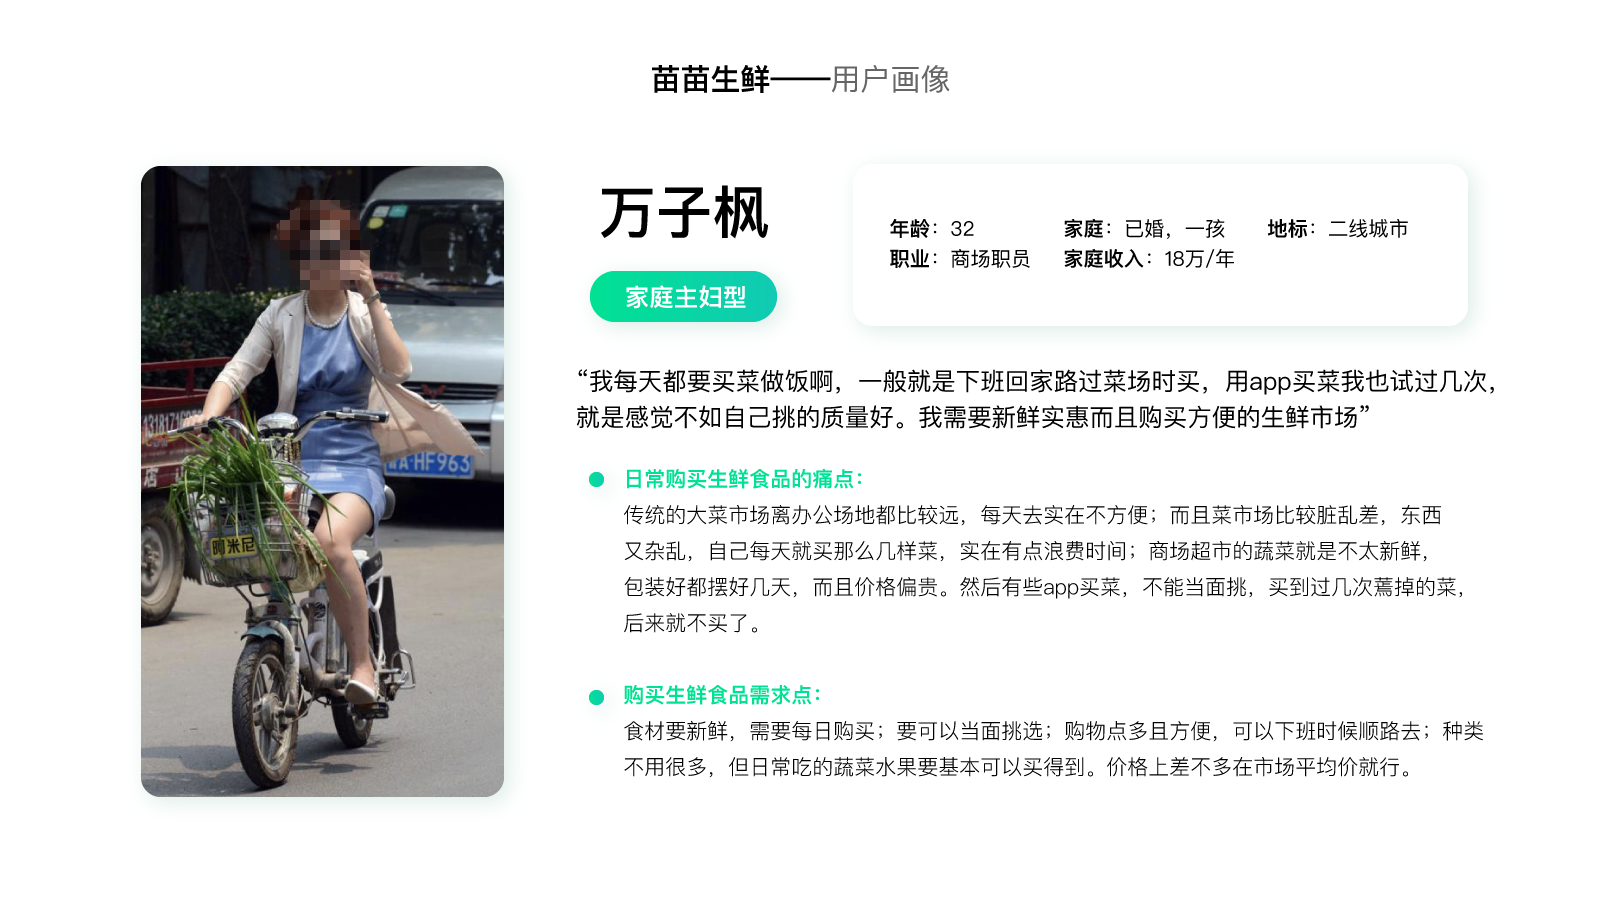 苗苗生鲜——用户画像
万子枫
家庭主妇型
年龄：32 家庭：已婚，一孩 地标：二线城市
职业：商场职员 家庭收入：18万/年
“我每天都要买菜做饭啊，一般就是下班回家路过菜场时买，用app买菜我也试过几次，
就是感觉不如自己挑的质量好。我需要新鲜实惠而且购买方便的生鲜市场”
日常购买生鲜食品的痛点：
传统的大菜市场离办公场地都比较远，每天去实在不方便；而且菜市场比较脏乱差，东西
又杂乱，自己每天就买那么几样菜，实在有点浪费时间；商场超市的蔬菜就是不太新鲜，
包装好都摆好几天，而且价格偏贵。然后有些app买菜，不能当面挑，买到过几次蔫掉的菜，
后来就不买了。
购买生鲜食品需求点：
食材要新鲜，需要每日购买；要可以当面挑选；购物点多且方便，可以下班时候顺路去；种类
不用很多，但日常吃的蔬菜水果要基本可以买得到。价格上差不多在市场平均价就行。
阿米尼
A·HF963
店